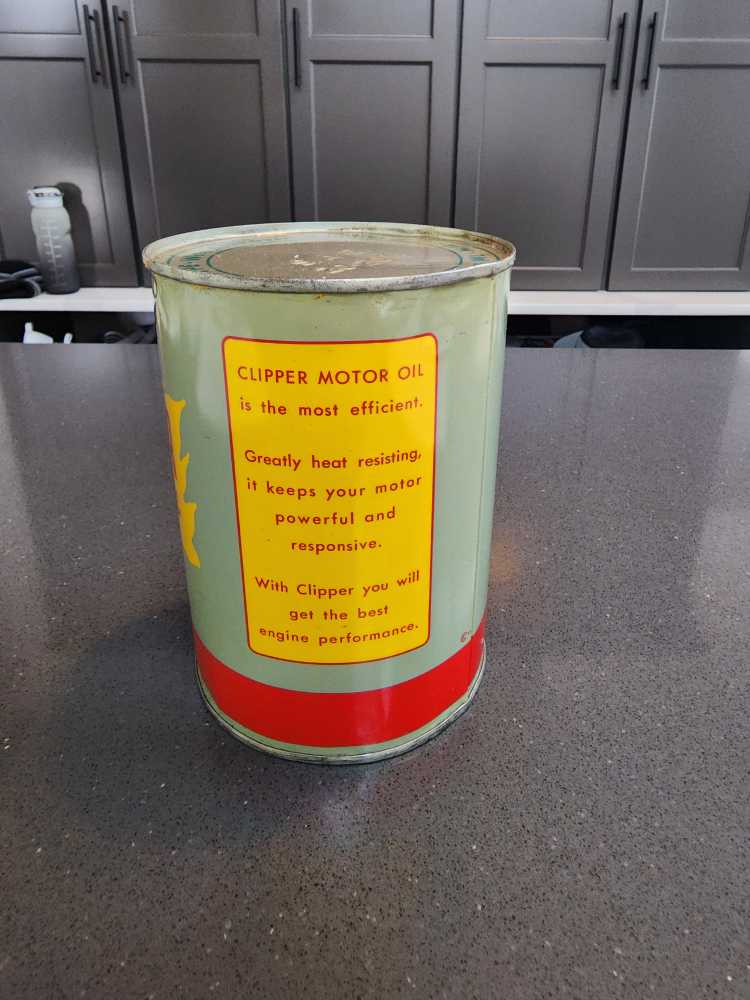 CLIPPER MOTOR OIL
is the most efficient.
Greatly heat resisting,
it keeps your motor
powerful and
responsive.
With Clipper you will
get the best
engine performance.